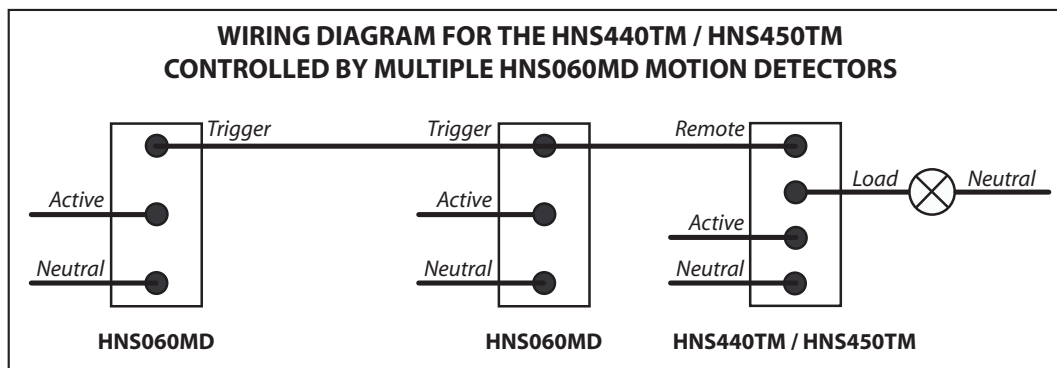 WIRING DIAGRAM FOR THE HNS440TM / HNS450TM
CONTROLLED BY MULTIPLE HNS060MD MOTION DETECTORS
Trigger
Trigger
Remote
Load
Neutral
Active
Active
Active
Neutral
Neutral
Neutral
HNS060MD
HNS060MD
HNS440TM / HNS450TM